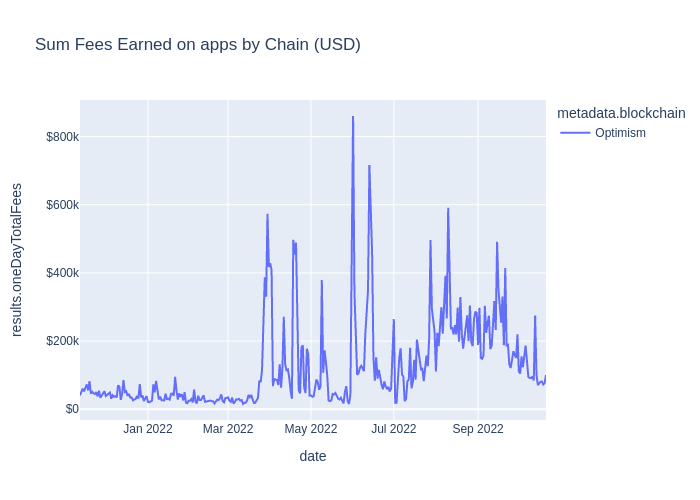 Sum Fees Earned on apps by Chain (USD)
metadata.blockchain
Optimism
$800k
$600k
$400k
$200k
$0
results.oneDayTotalFees
Jan 2022
Mar 2022
May 2022
Jul 2022
Sep 2022
date